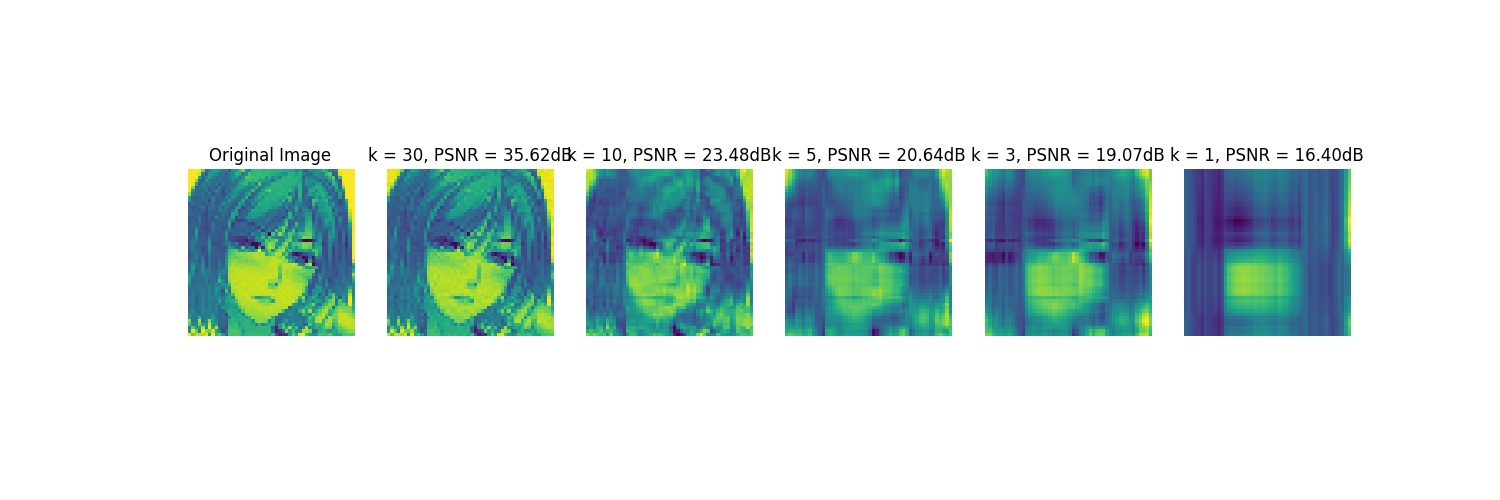 Original Image
k = 30, PSNR = 35.62dB
k = 10, PSNR = 23.48dB
k = 5, PSNR = 20.64dB
k = 3, PSNR = 19.07dB
k = 1, PSNR = 16.40dB